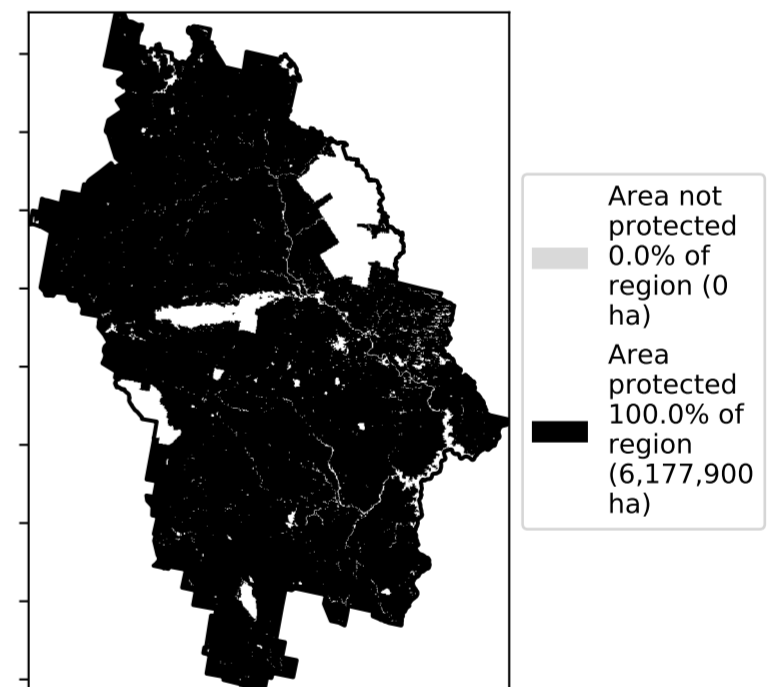 Area not
protected
0.0% of
region (0
ha)
Area
protected
100.0% of
region
(6,177,900
ha)